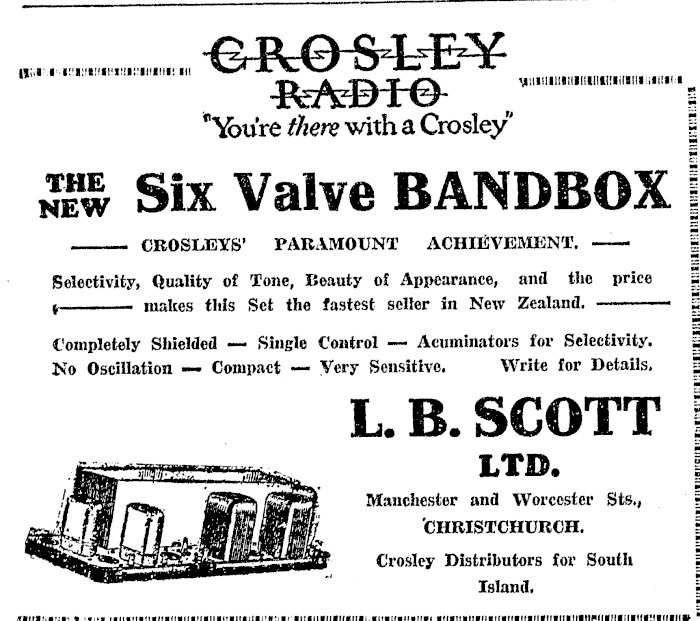 CROSLEY
RADIO
"You're there with a Crosley"
THE NEW Six Valve BANDBOX
CROSLEYS' PARAMOUNT ACHIEVEMENT.
Selectivity, Quality of Tone, Beauty of Appearance, and the price
makes this Set the fastest seller in New Zealand.
Completely Shielded — Single Control — Acuminators for Selectivity.
No Oscillation — Compact — Very Sensitive. Write for Details.
L. B. SCOTT
LTD.
Manchester and Worcester Sts.,
CHRISTCHURCH.
Crosley Distributors for South
Island.